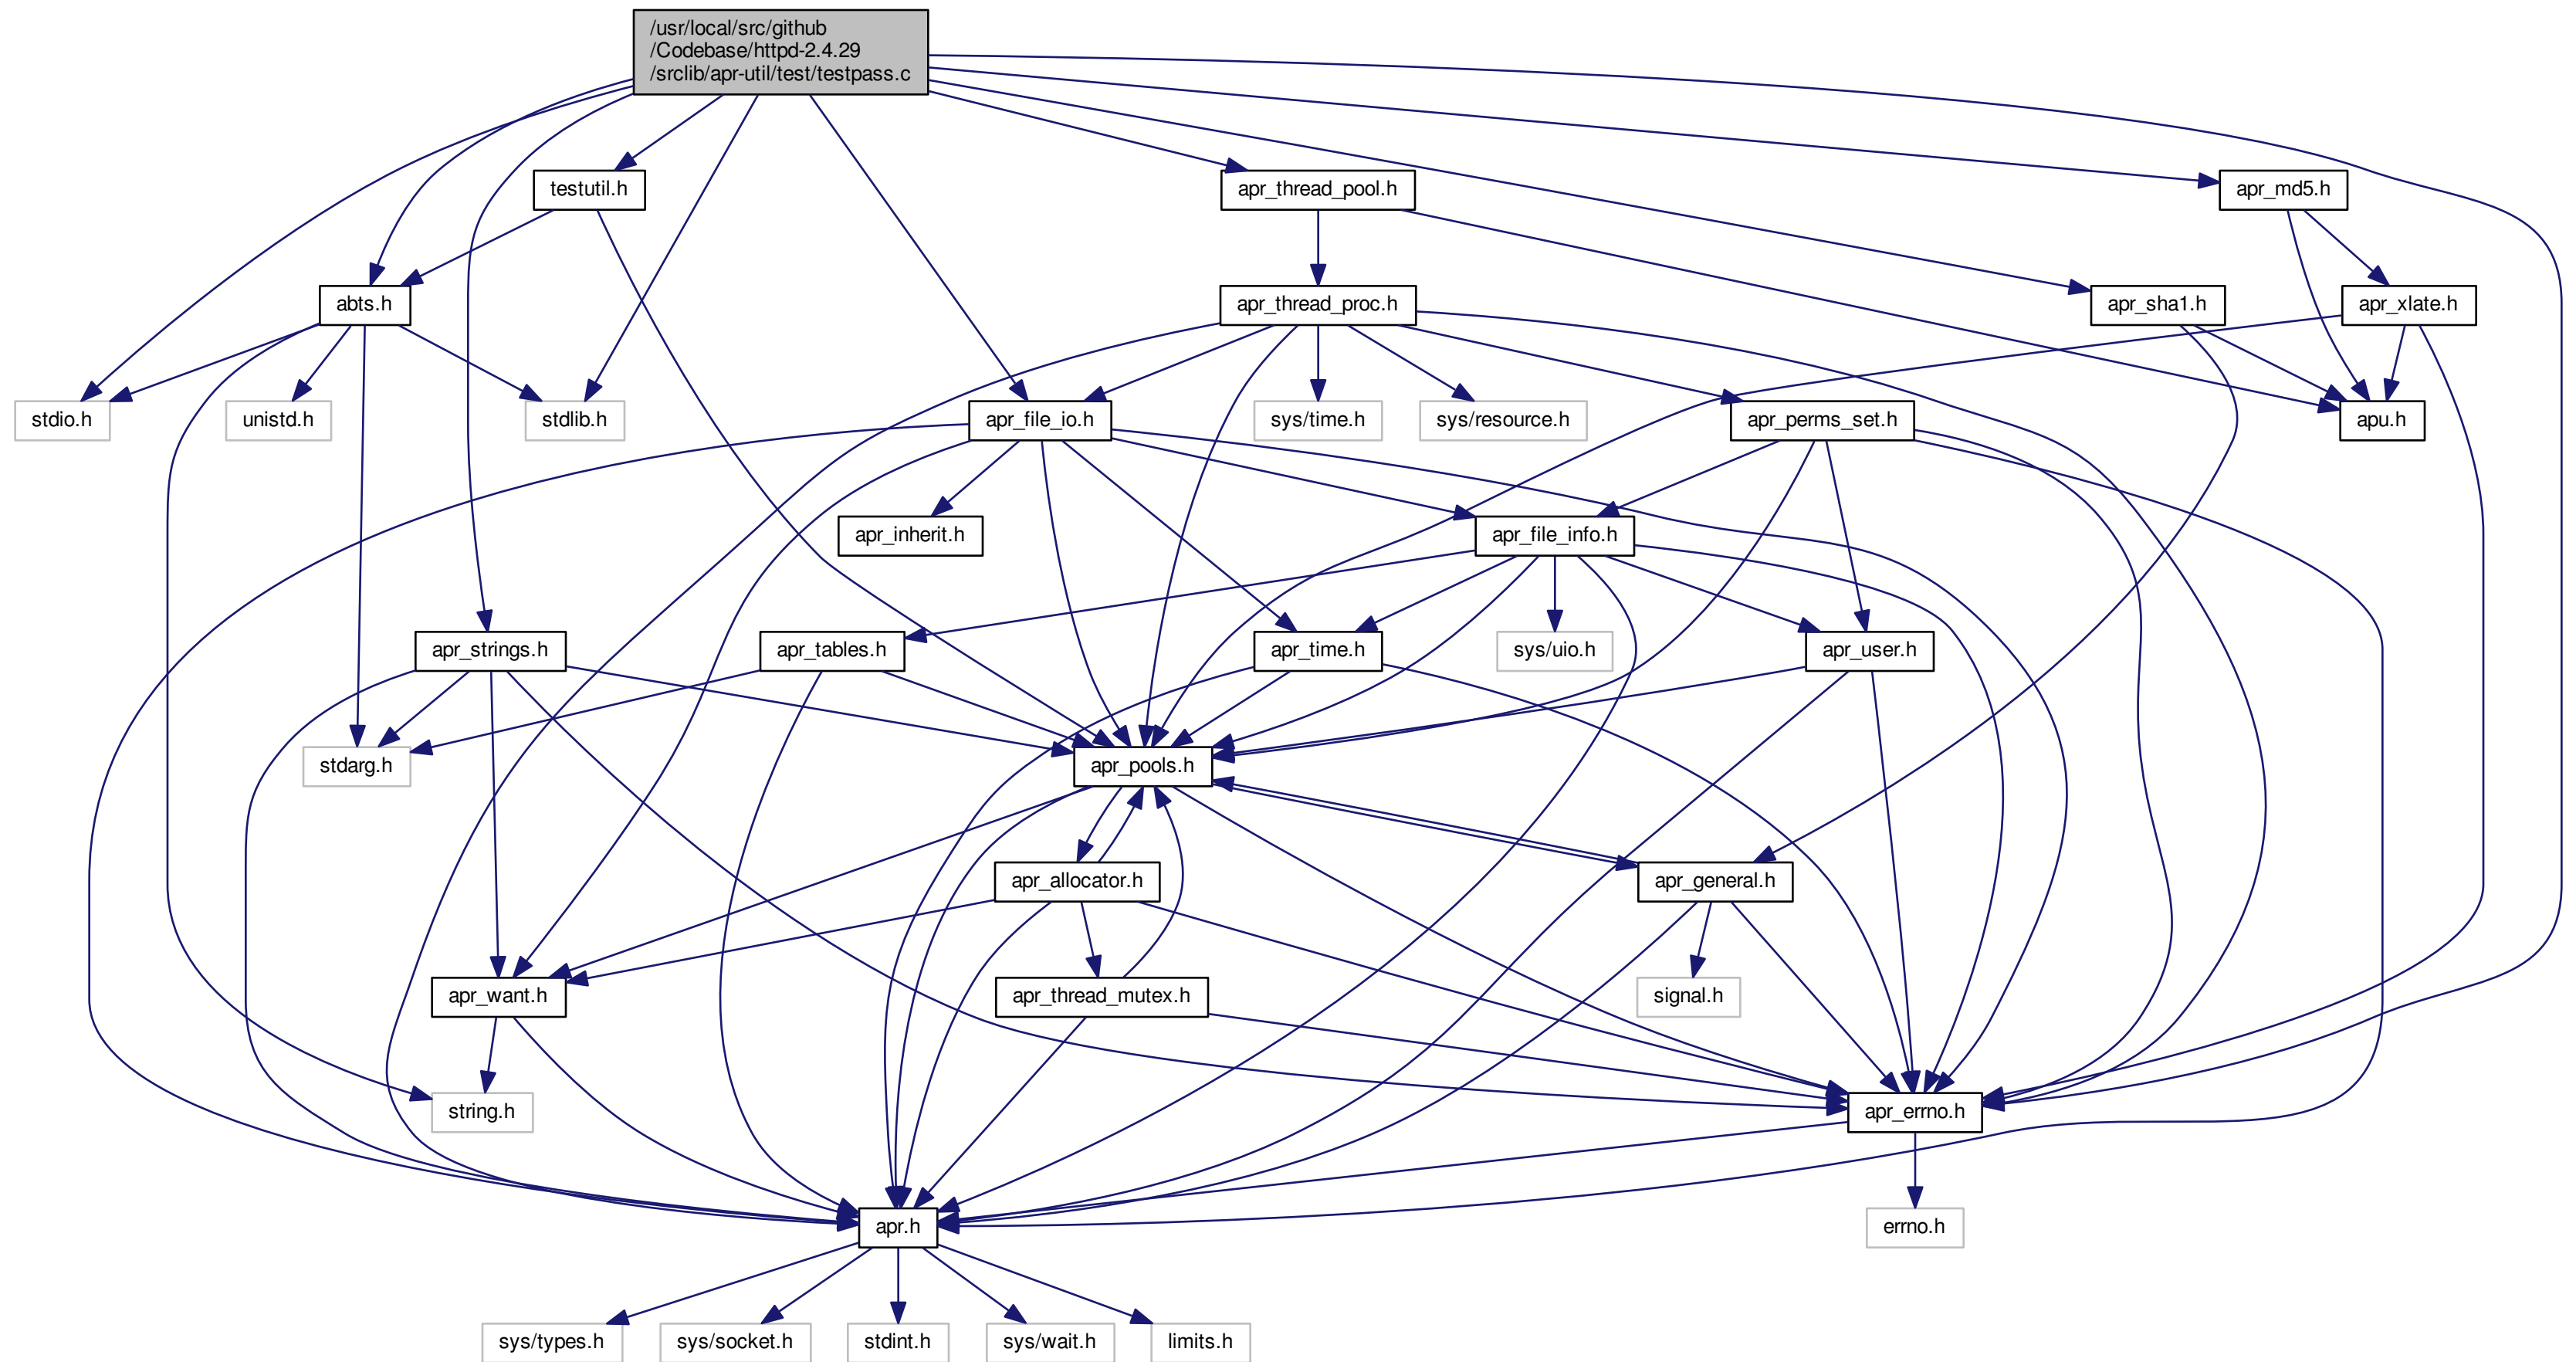 /usr/local/src/github
/Codebase/httpd-2.4.29
/srclib/apr-util/test/testpass.c
testutil.h
apr_thread_pool.h
apr_md5.h
abts.h
apr_thread_proc.h
apr_sha1.h
apr_xlate.h
stdio.h
unistd.h
stdlib.h
apr_file_io.h
sys/time.h
sys/resource.h
apr_perms_set.h
apu.h
apr_inherit.h
apr_file_info.h
apr_strings.h
apr_tables.h
apr_time.h
sys/uio.h
apr_user.h
stdarg.h
apr_pools.h
apr_allocator.h
apr_general.h
apr_want.h
apr_thread_mutex.h
signal.h
string.h
apr_errno.h
apr.h
errno.h
sys/types.h
sys/socket.h
stdint.h
sys/wait.h
limits.h